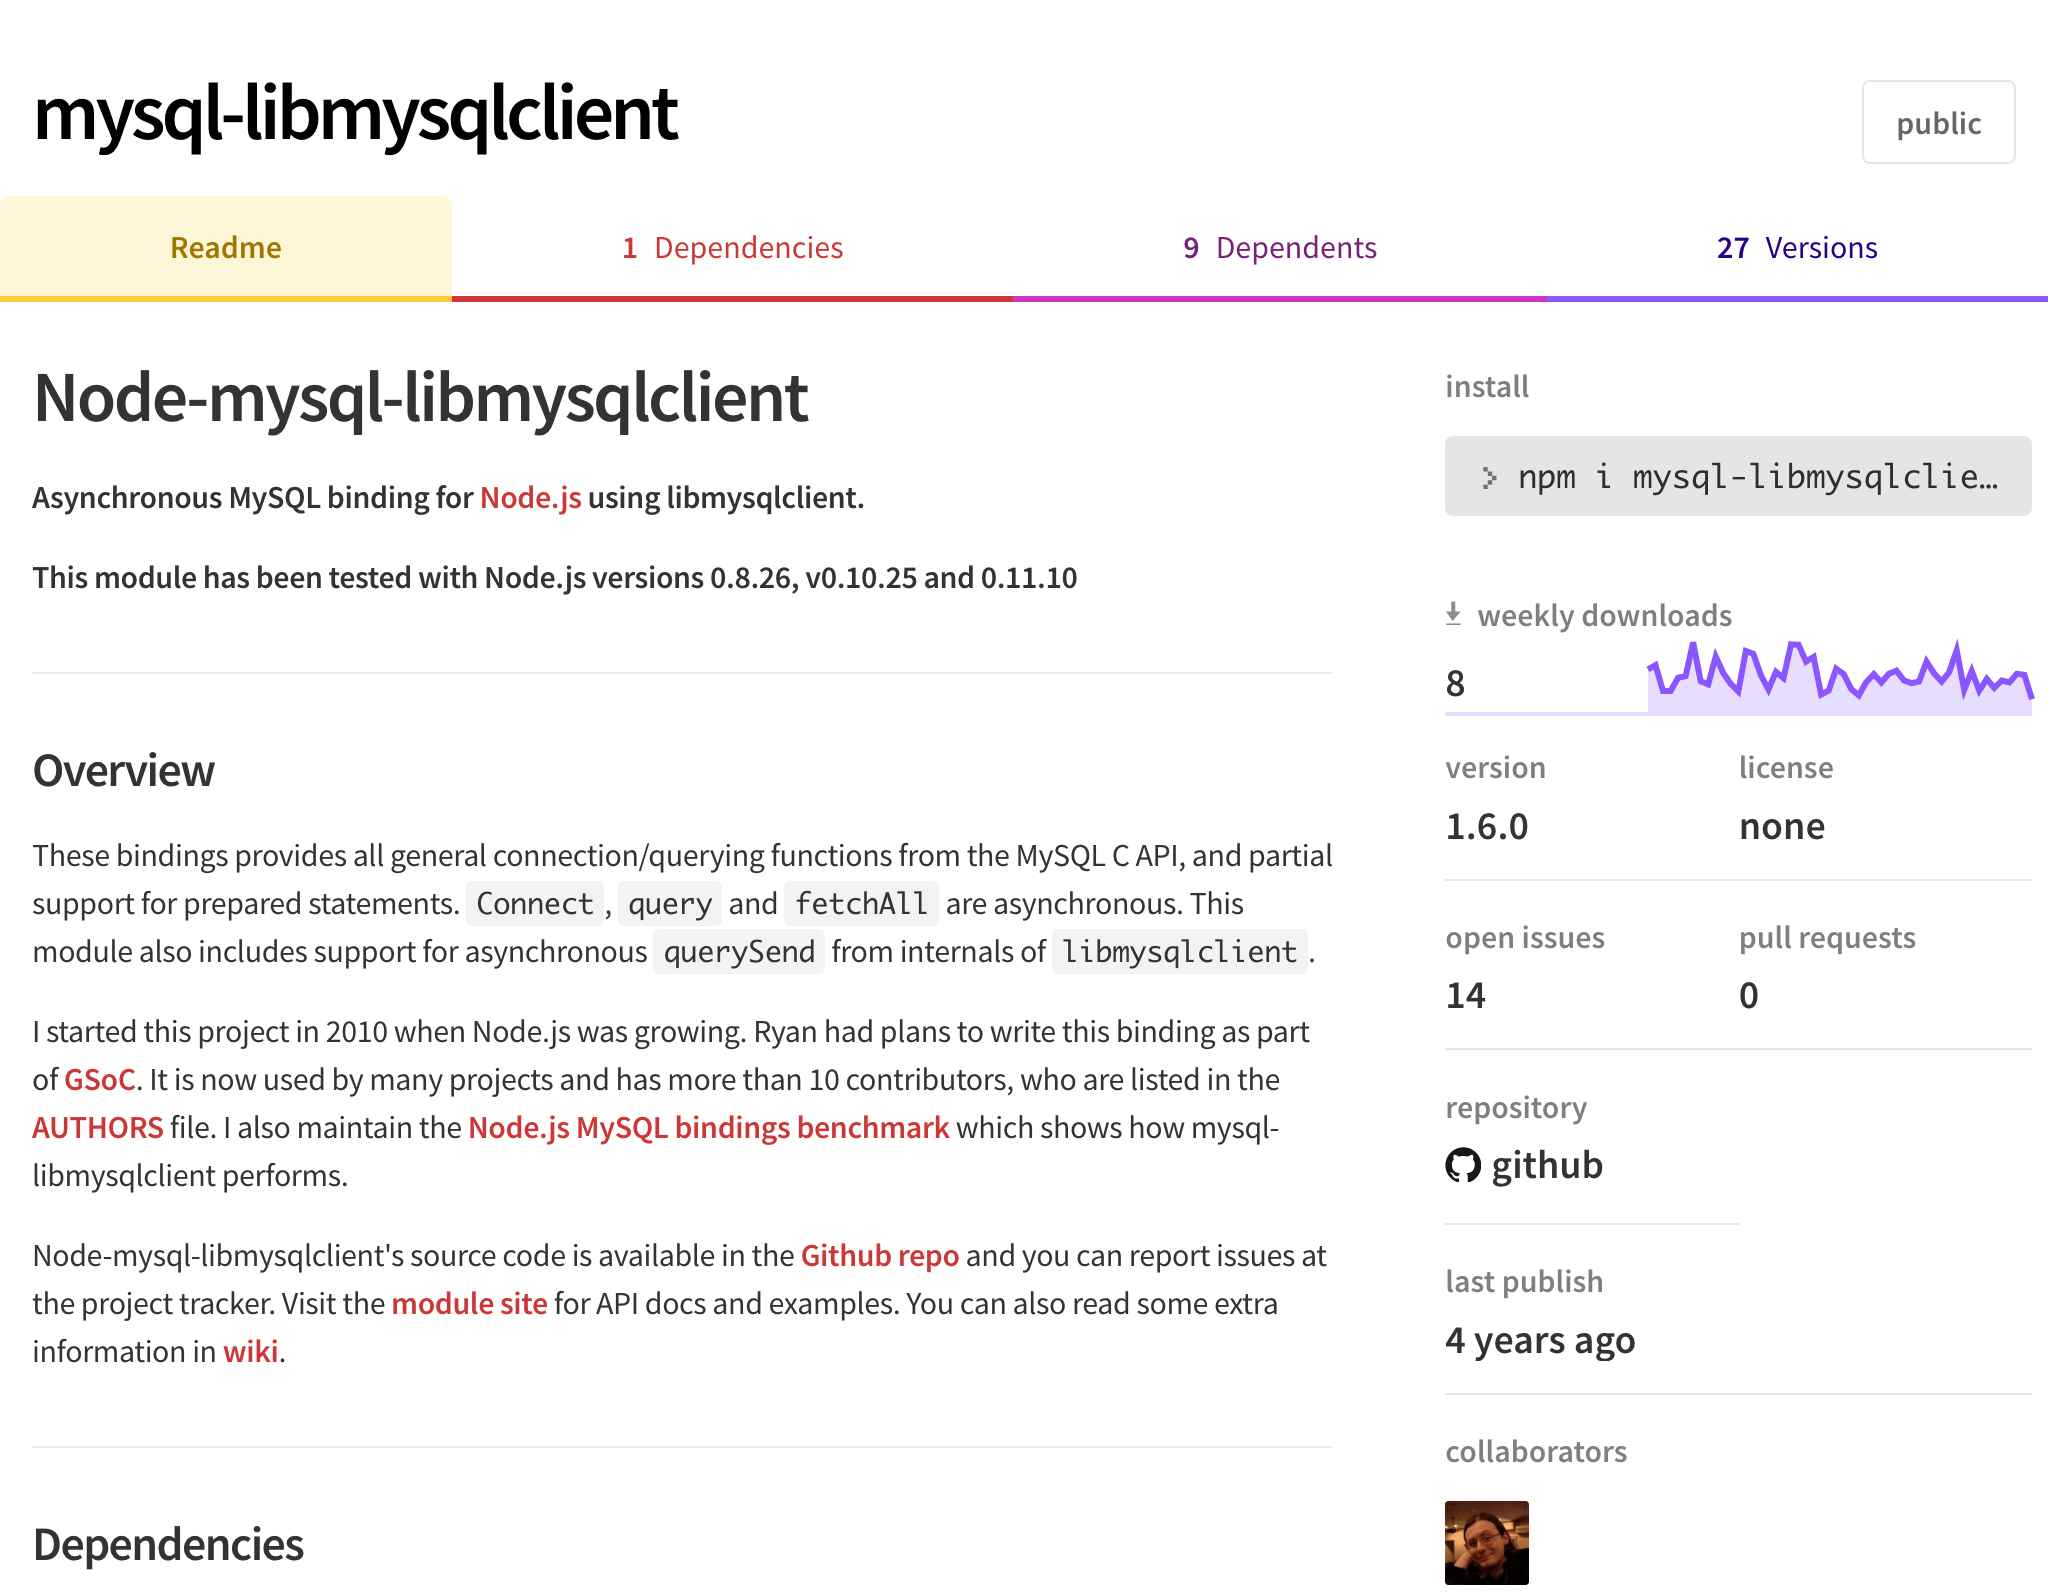 mysql-libmysqlclient
public
Readme
1 Dependencies
9 Dependents
27 Versions
Node-mysql-libmysqlclient
Asynchronous MySQL binding for Node.js using libmysqlclient.
This module has been tested with Node.js versions 0.8.26, v0.10.25 and 0.11.10
Overview
These bindings provides all general connection/querying functions from the MySQL C API, and partial
support for prepared statements. Connect, query and fetchAll are asynchronous. This
module also includes support for asynchronous querySend from internals of libmysqlclient.
I started this project in 2010 when Node.js was growing. Ryan had plans to write this binding as part
of GSoC. It is now used by many projects and has more than 10 contributors, who are listed in the
AUTHORS file. I also maintain the Node.js MySQL bindings benchmark which shows how mysql-
libmysqlclient performs.
Node-mysql-libmysqlclient's source code is available in the Github repo and you can report issues at
the project tracker. Visit the module site for API docs and examples. You can also read some extra
information in wiki.
Dependencies
install
npm i mysql-libmysqlclie…
weekly downloads
8
version
1.6.0
license
none
open issues
14
pull requests
0
repository
github
last publish
4 years ago
collaborators